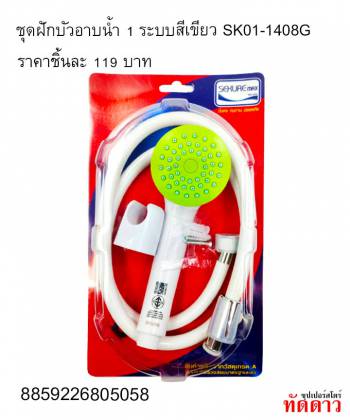 ชุดฝักบัวอาบน้ำ 1 ระบบสีเขียว SK01-1408G
ราคาชิ้นละ 119 บาท
SEKURE max
8859226805058
ซุปเปอร์สโตร์
ทัดดาว